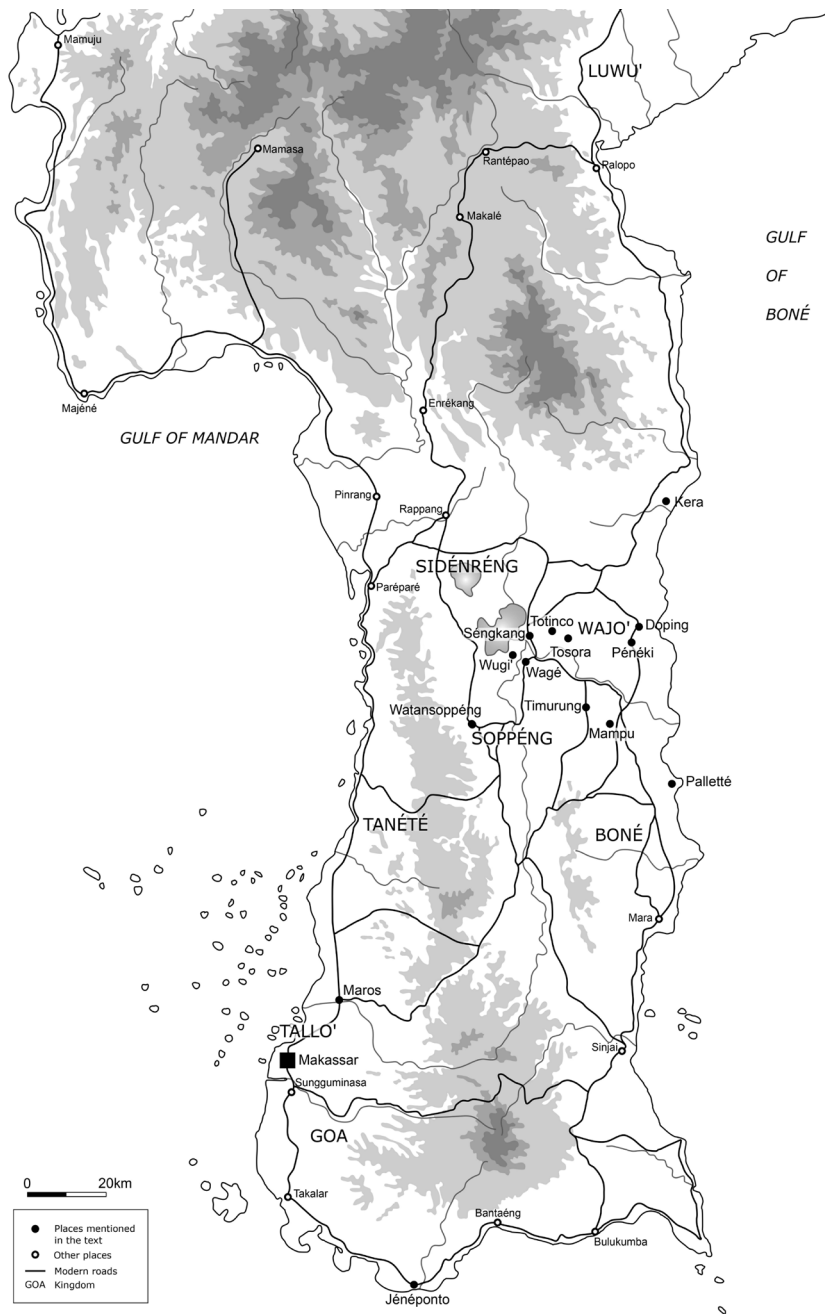 Mamuju
LUWU'
Mamasa
Rantépao
Palopo
Makalé
GULF
OF
BONÉ
Majéné
Enrékang
GULF OF MANDAR
Pinrang
Rappang
Kera
SIDÉNRÉNG
Paréparé
Séngkang
Totinco
WAJO'
Doping
Tosora
Pénéki
Wugi'
Wagé
Watansoppéng
Timurung
SOPPÉNG
Mampu
Palletté
TANÉTÉ
BONÉ
Mara
Maros
TALLO'
Makassar
Sinjai
Sungguminasa
GOA
0 20km
Takalar
Bantaéng
Bulukumba
Jénéponto
Places mentioned
in the text
Other places
Modern roads
GOA Kingdom